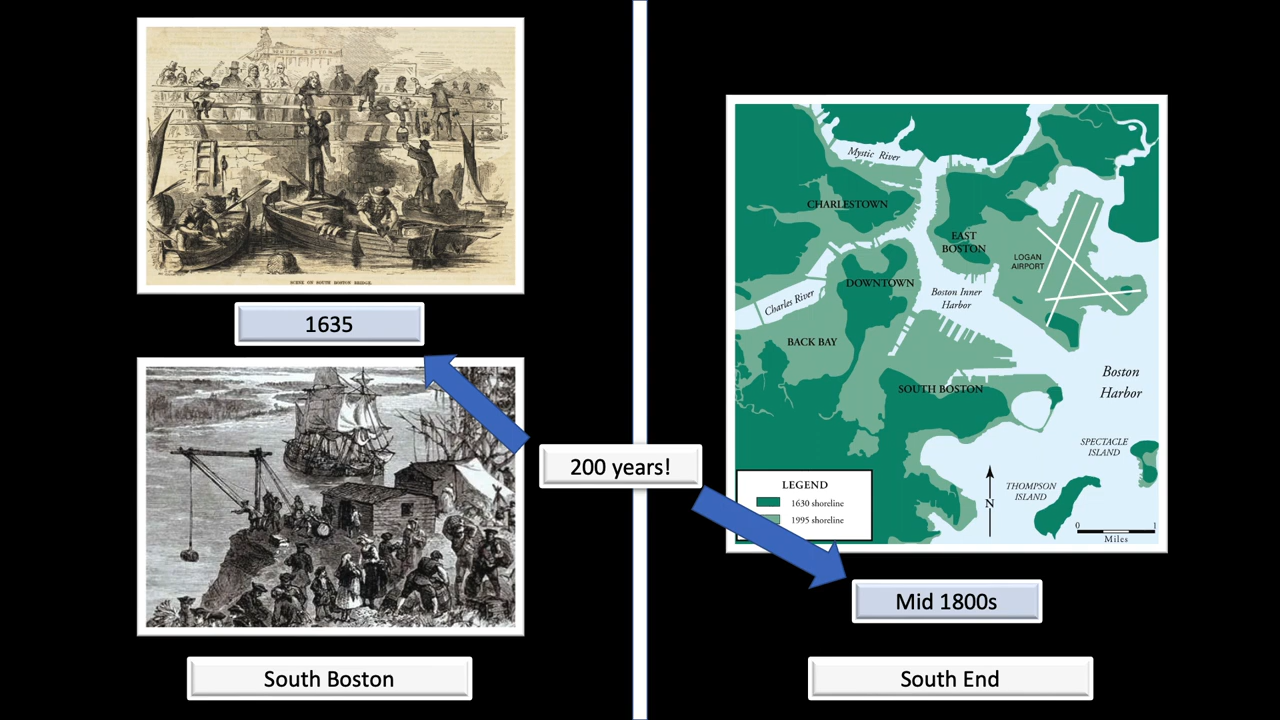 SCENE ON SOUTH BOSTON BRIDGE.
1635
200 years!
South Boston
Mystic River
CHARLESTOWN
EAST
BOSTON
LOGAN
AIRPORT
DOWNTOWN
Boston Inner
Harbor
Charles River
BACK BAY
SOUTH BOSTON
Boston
Harbor
SPECTACLE
ISLAND
THOMPSON
ISLAND
N
LEGEND
1630 shoreline
1995 shoreline
0 1
Miles
Mid 1800s
South End